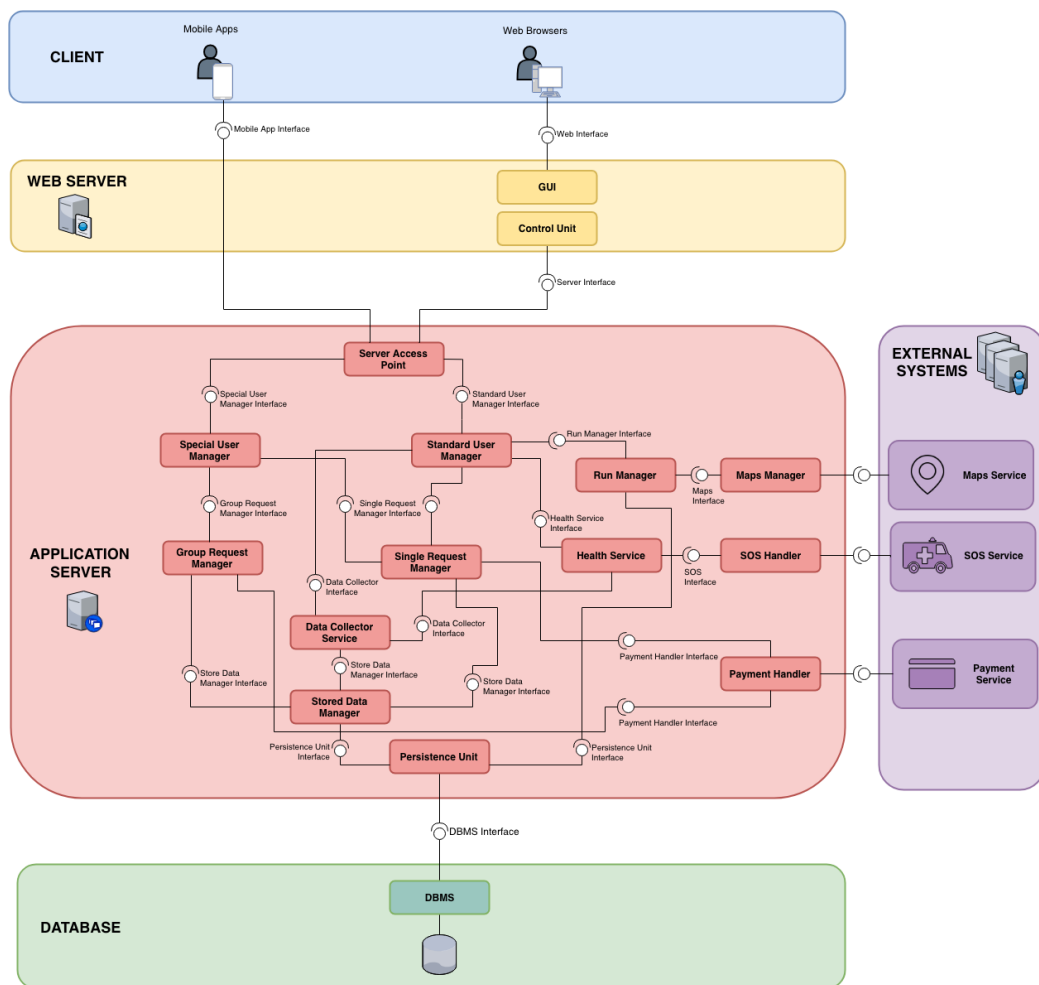 Mobile Apps
Web Browsers
CLIENT
Mobile App Interface
Web Interface
WEB SERVER
GUI
Control Unit
Server Interface
Server Access
Point
EXTERNAL
SYSTEMS
Special User
Manager Interface
Standard User
Manager Interface
Special User
Manager
Standard User
Manager
Run Manager Interface
Run Manager
Maps
Interface
Maps Manager
Maps Service
Group Request
Manager Interface
Single Request
Manager Interface
Health Service
Interface
APPLICATION
SERVER
Group Request
Manager
Single Request
Manager
Health Service
SOS
Interface
SOS Handler
SOS Service
Data Collector
Interface
Data Collector
Service
Data Collector
Interface
Payment Handler Interface
Store Data
Manager Interface
Store Data
Manager Interface
Store Data
Manager Interface
Payment Handler
Payment
Service
Stored Data
Manager
Payment Handler Interface
Persistence Unit
Interface
Persistence Unit
Persistence Unit
Interface
DBMS Interface
DBMS
DATABASE